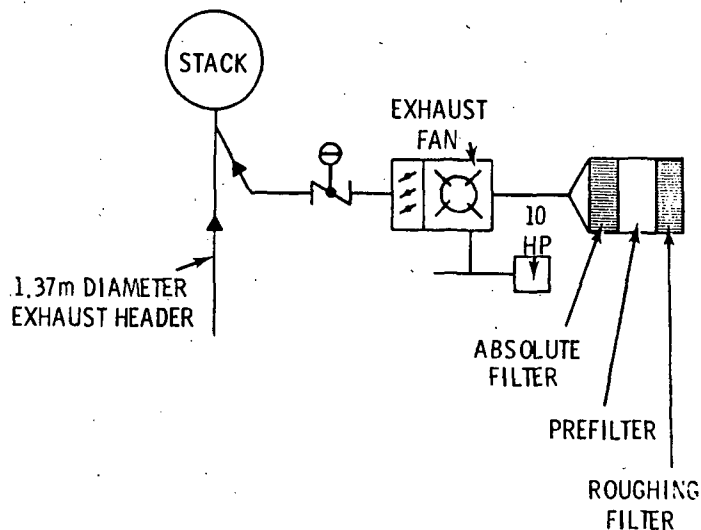 STACK
EXHAUST
FAN
10
HP
1.37m DIAMETER
EXHAUST HEADER
ABSOLUTE
FILTER
PREFILTER
ROUGHING
FILTER